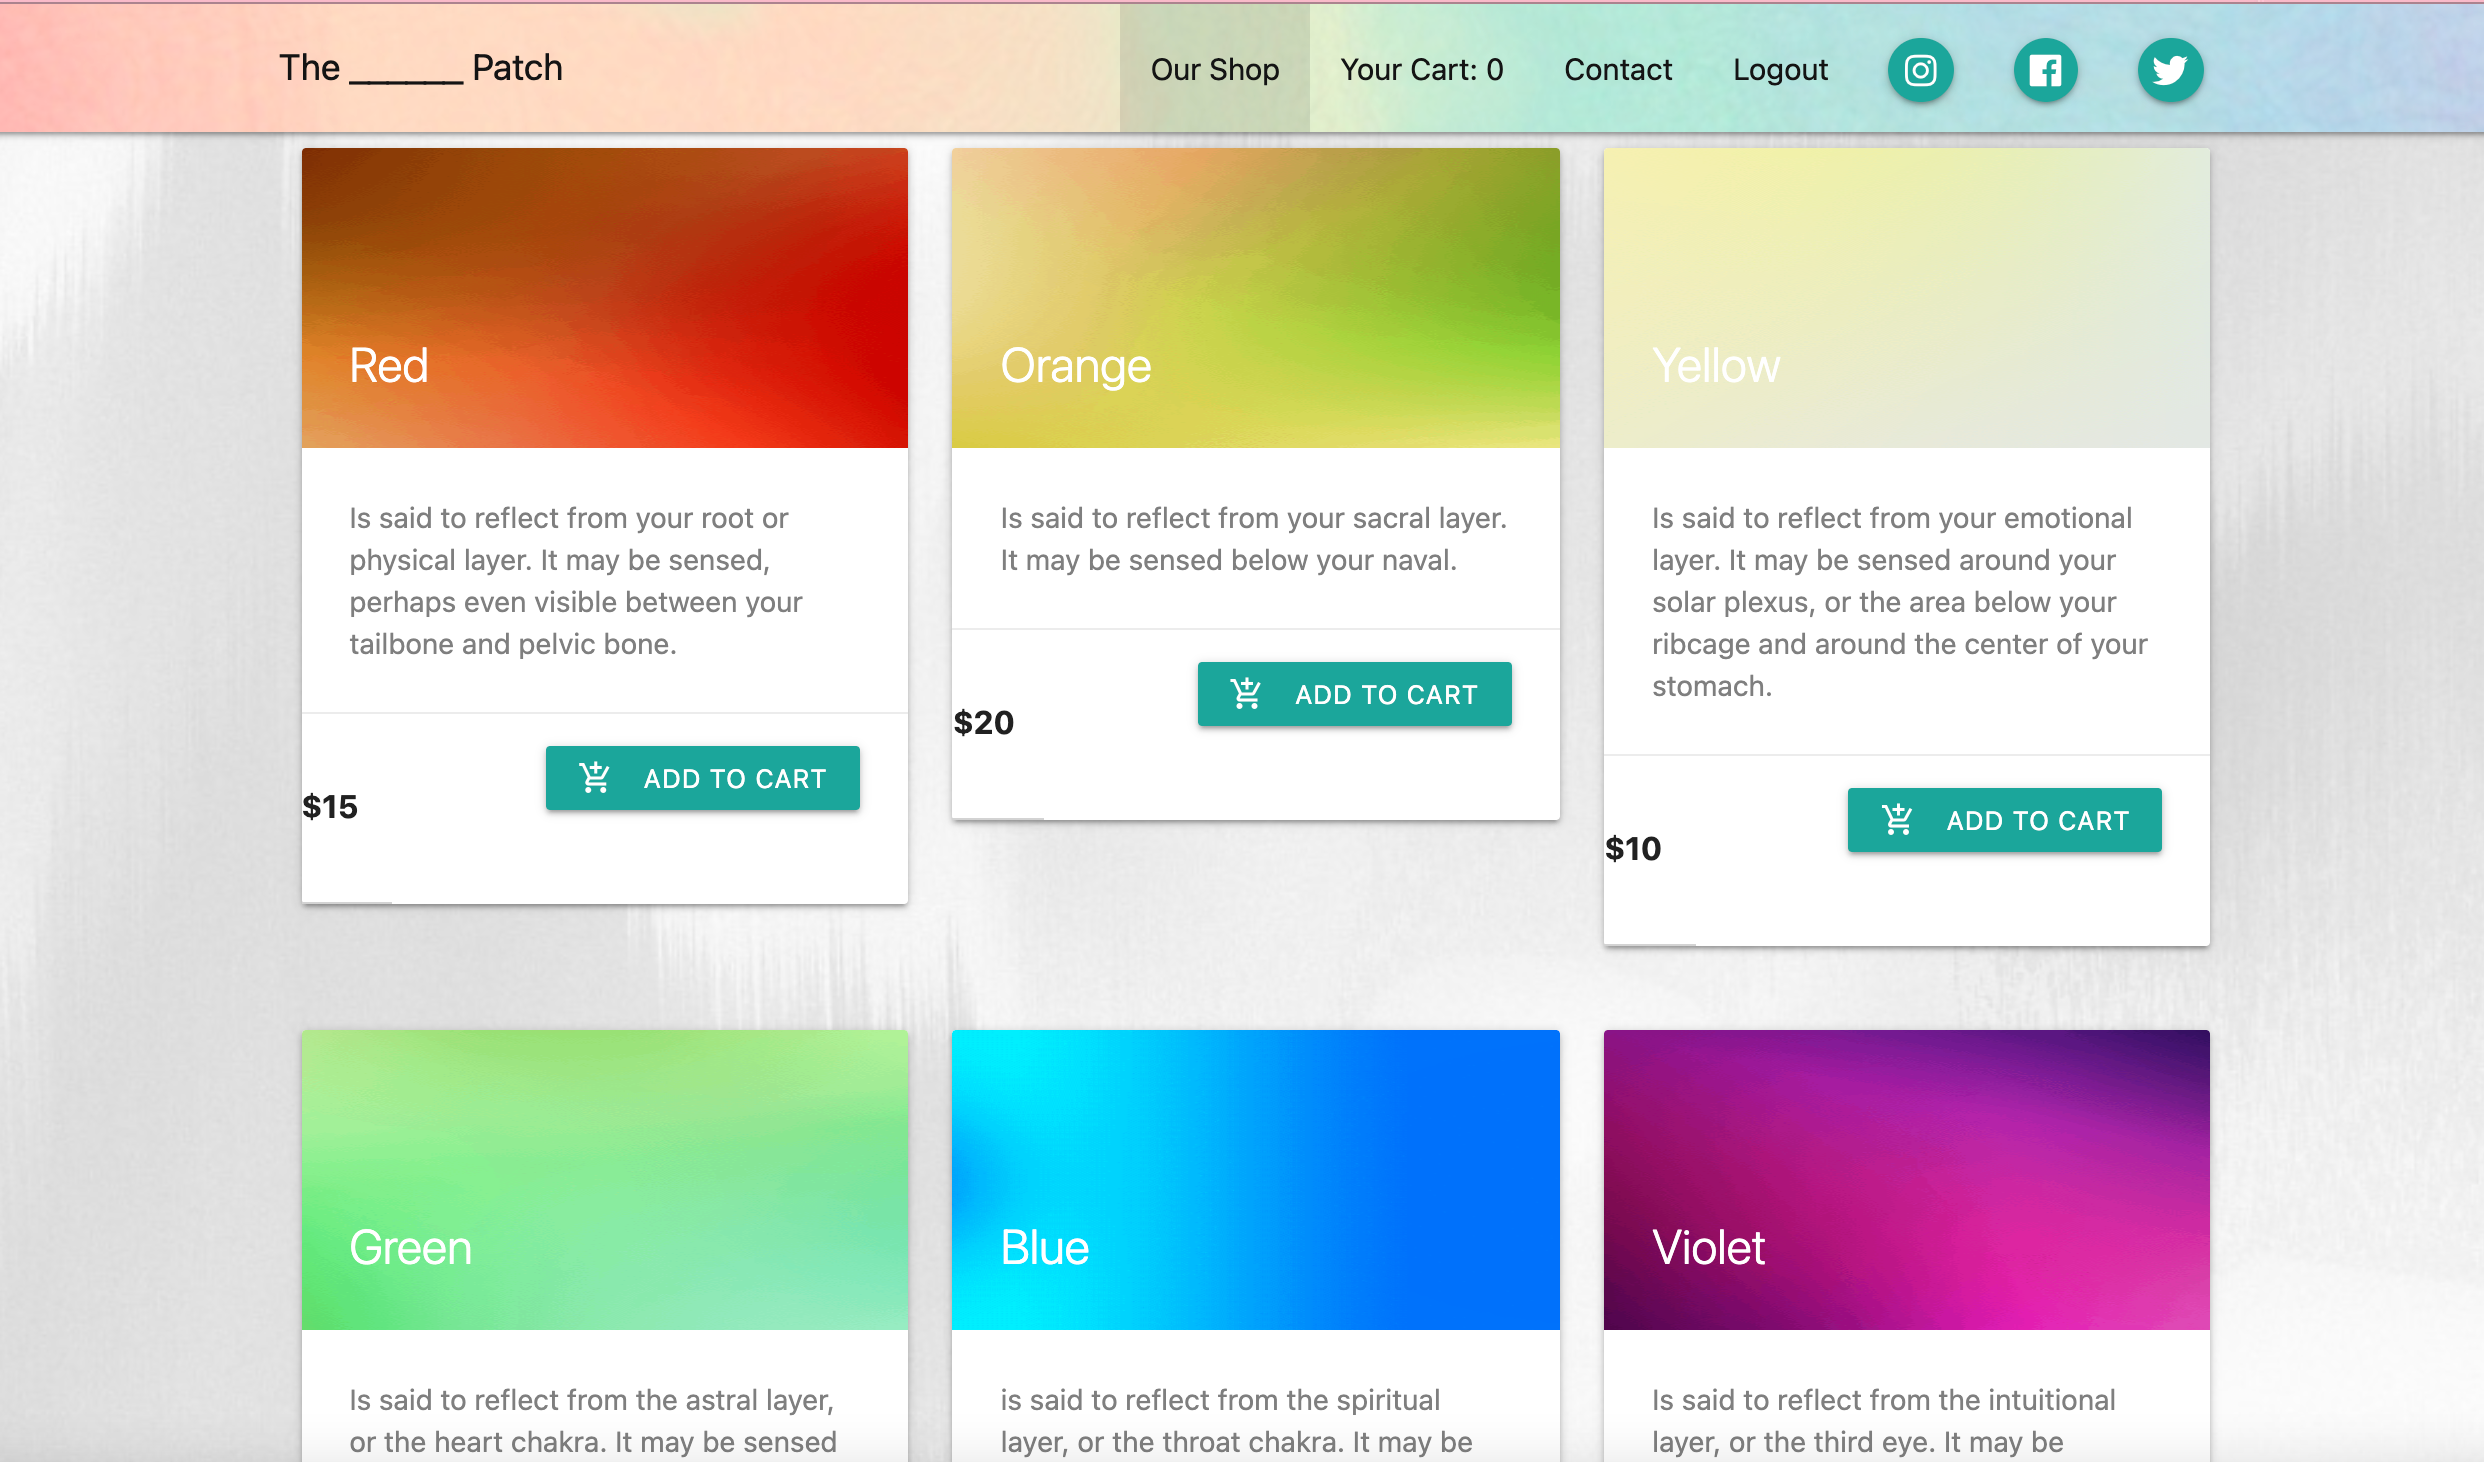 The ______ Patch
Our Shop
Your Cart: 0
Contact
Logout
Red
Is said to reflect from your root or
physical layer. It may be sensed,
perhaps even visible between your
tailbone and pelvic bone.
$15
ADD TO CART
Orange
Is said to reflect from your sacral layer.
It may be sensed below your naval.
$20
ADD TO CART
Yellow
Is said to reflect from your emotional
layer. It may be sensed around your
solar plexus, or the area below your
ribcage and around the center of your
stomach.
$10
ADD TO CART
Green
Is said to reflect from the astral layer,
or the heart chakra. It may be sensed
Blue
is said to reflect from the spiritual
layer, or the throat chakra. It may be
Violet
Is said to reflect from the intuitional
layer, or the third eye. It may be